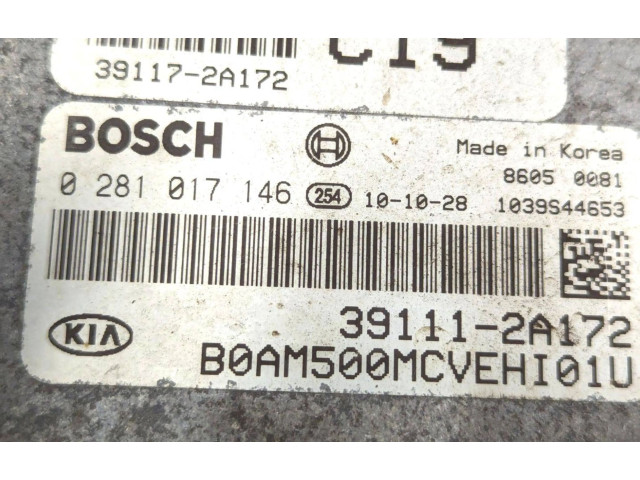 C19
39117-2A172
BOSCH
Made in Korea
8605 0081
0 281 017 146 254 10-10-28 1039S44653
39111-2A172
KIA
B0AM500MCVEHI01U